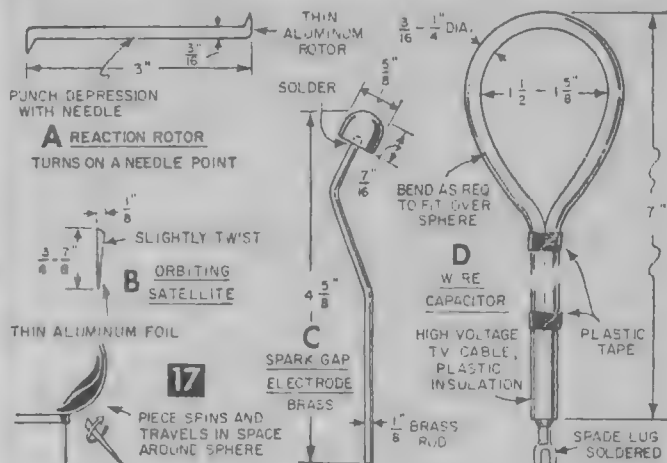 THIN
ALUMINUM
ROTOR
3/16"
3"
PUNCH DEPRESSION
WITH NEEDLE
A REACTION ROTOR
TURNS ON A NEEDLE POINT
1/8"
SLIGHTLY TWIST
B ORBITING
SATELLITE
THIN ALUMINUM FOIL
17
PIECE SPINS AND
TRAVELS IN SPACE
AROUND SPHERE
SOLDER
5/8"
7/16"
4 5/8"
C
SPARK GAP
ELECTRODE
BRASS
1/8" BRASS
ROD
3/16 - 1/4" DIA.
1 1/2 - 1 5/8"
BEND AS REQ
TO FIT OVER
SPHERE
7"
D
WIRE
CAPACITOR
HIGH VOLTAGE
TV CABLE,
PLASTIC
INSULATION
PLASTIC
TAPE
SPADE LUG
SOLDERED